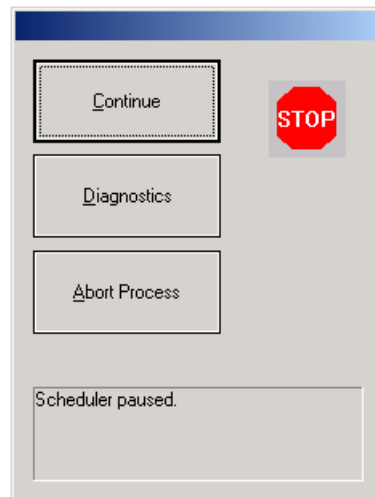 Continue
STOP
Diagnostics
Abort Process
Scheduler paused.